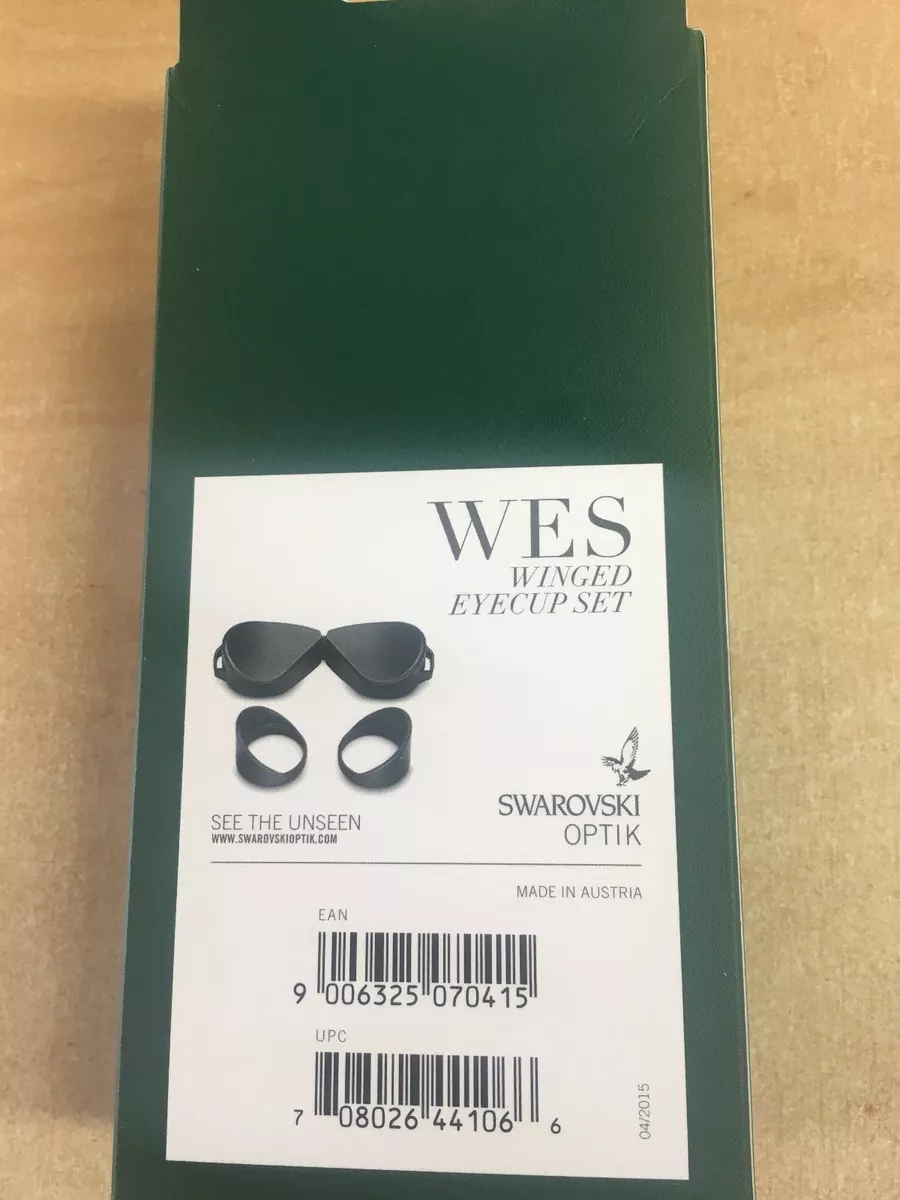 WES
WINGED
EYECUP SET
SEE THE UNSEEN
WWW.SWAROVSKIOPTIK.COM
SWAROVSKI
OPTIK
MADE IN AUSTRIA
EAN
9 006325 070415
UPC
7 08026 44106 6
04/2015